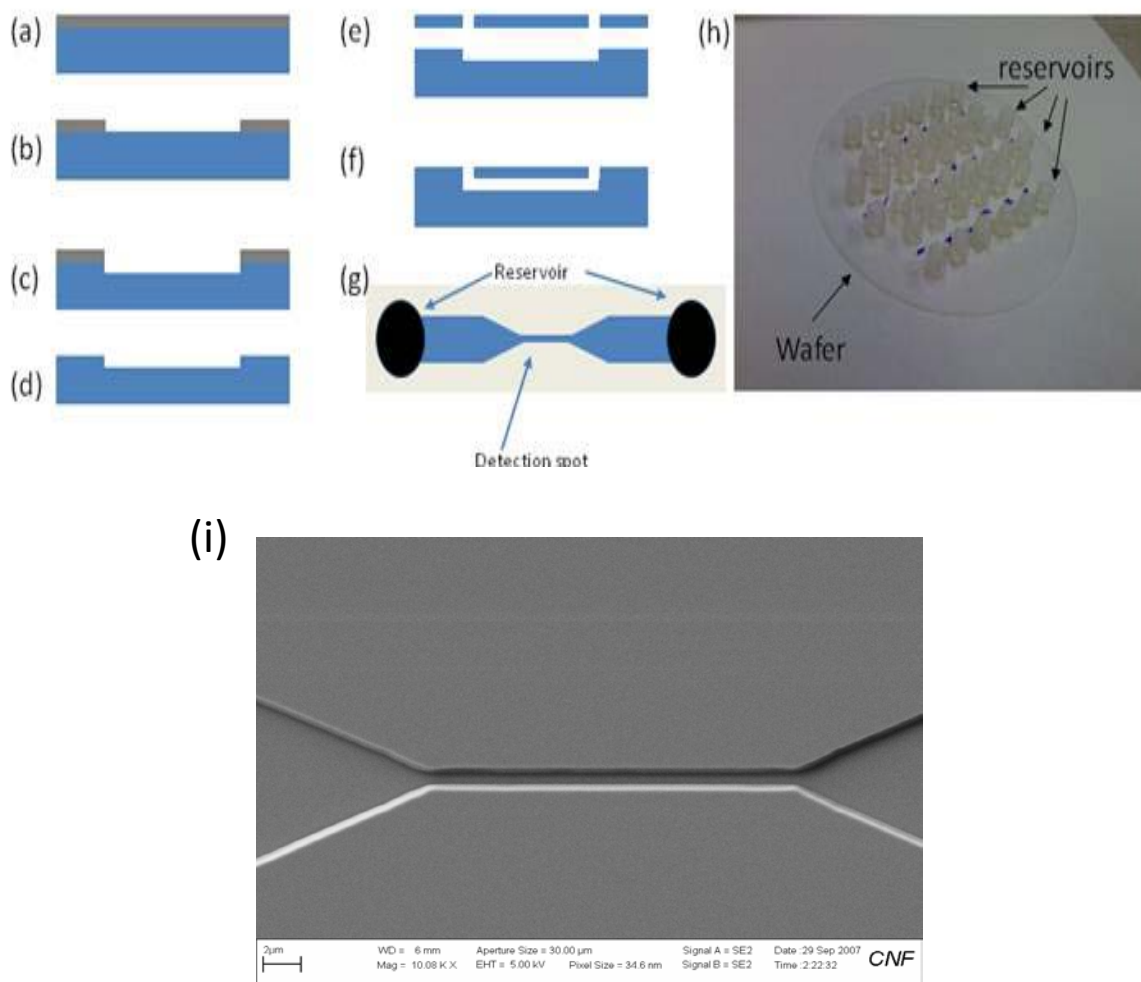 (a)
(b)
(c)
(d)
(e)
(f)
(g)
Reservoir
Detection spot
(h)
reservoirs
Wafer
(i)
2µm
WD = 6 mm
Mag = 10.08 K X
Aperture Size = 30.00 µm
EHT = 5.00 kV
Pixel Size = 34.6 nm
Signal A = SE2
Signal B = SE2
Date :29 Sep 2007
Time :2:22:32
CNF